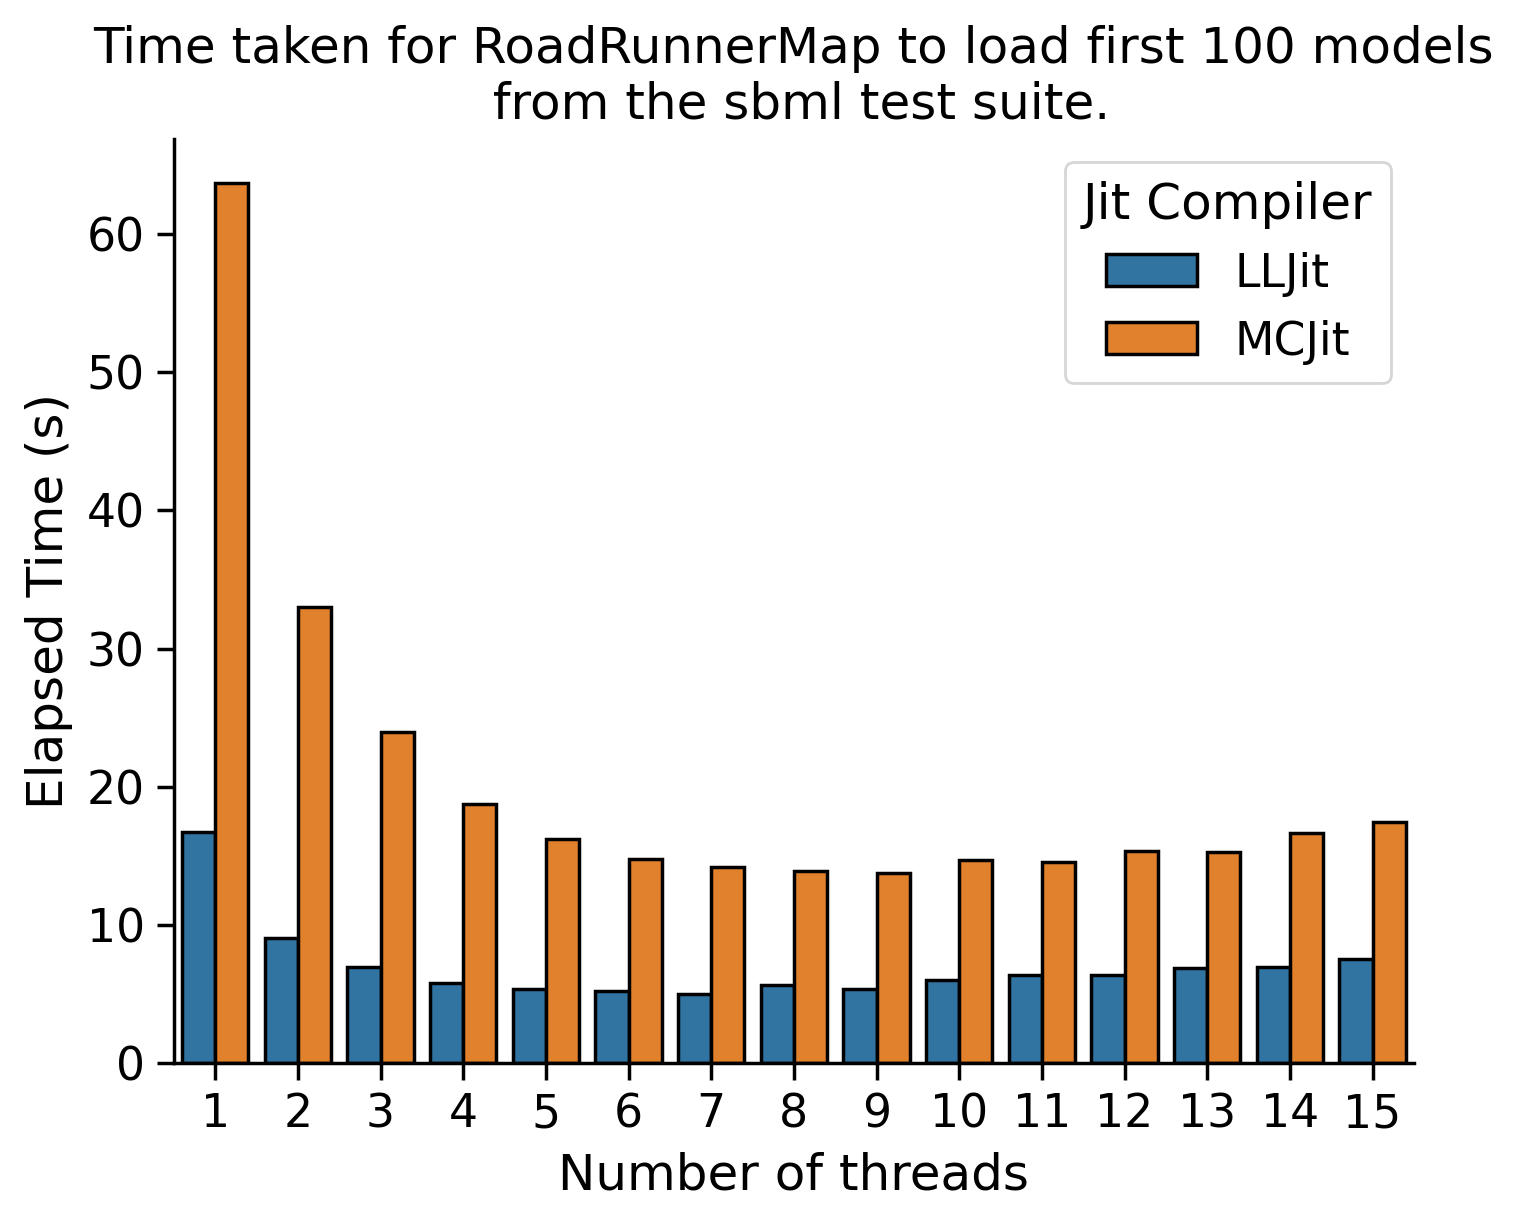 Time taken for RoadRunnerMap to load first 100 models
from the sbml test suite.
Jit Compiler
LLJit
MCJit
Elapsed Time (s)
60
50
40
30
20
10
0
1 2 3 4 5 6 7 8 9 10 11 12 13 14 15
Number of threads